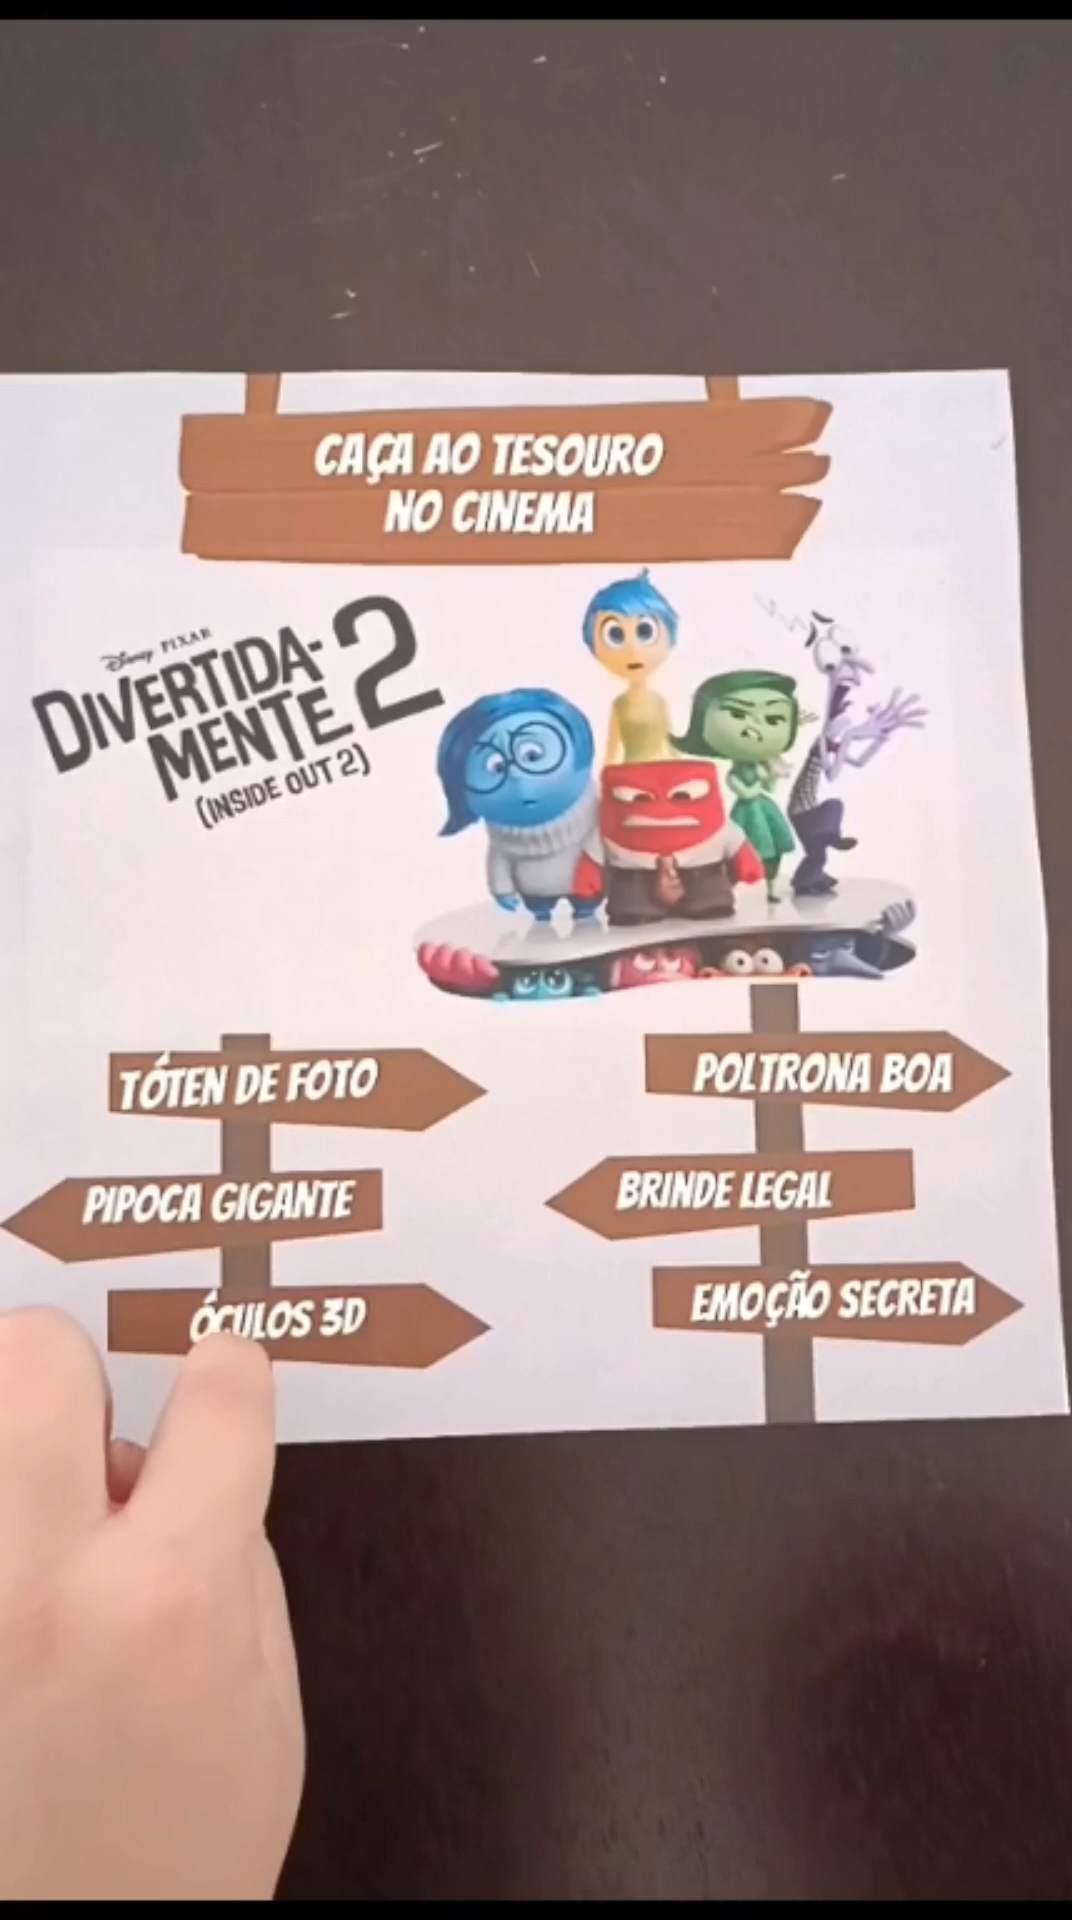 CAÇA AO TESOURO
NO CINEMA
Disney PIXAR
DIVERTIDA-
MENTE 2
(INSIDE OUT 2)
TÓTEN DE FOTO
PIPOCA GIGANTE
ÓCULOS 3D
POLTRONA BOA
BRINDE LEGAL
EMOÇÃO SECRETA